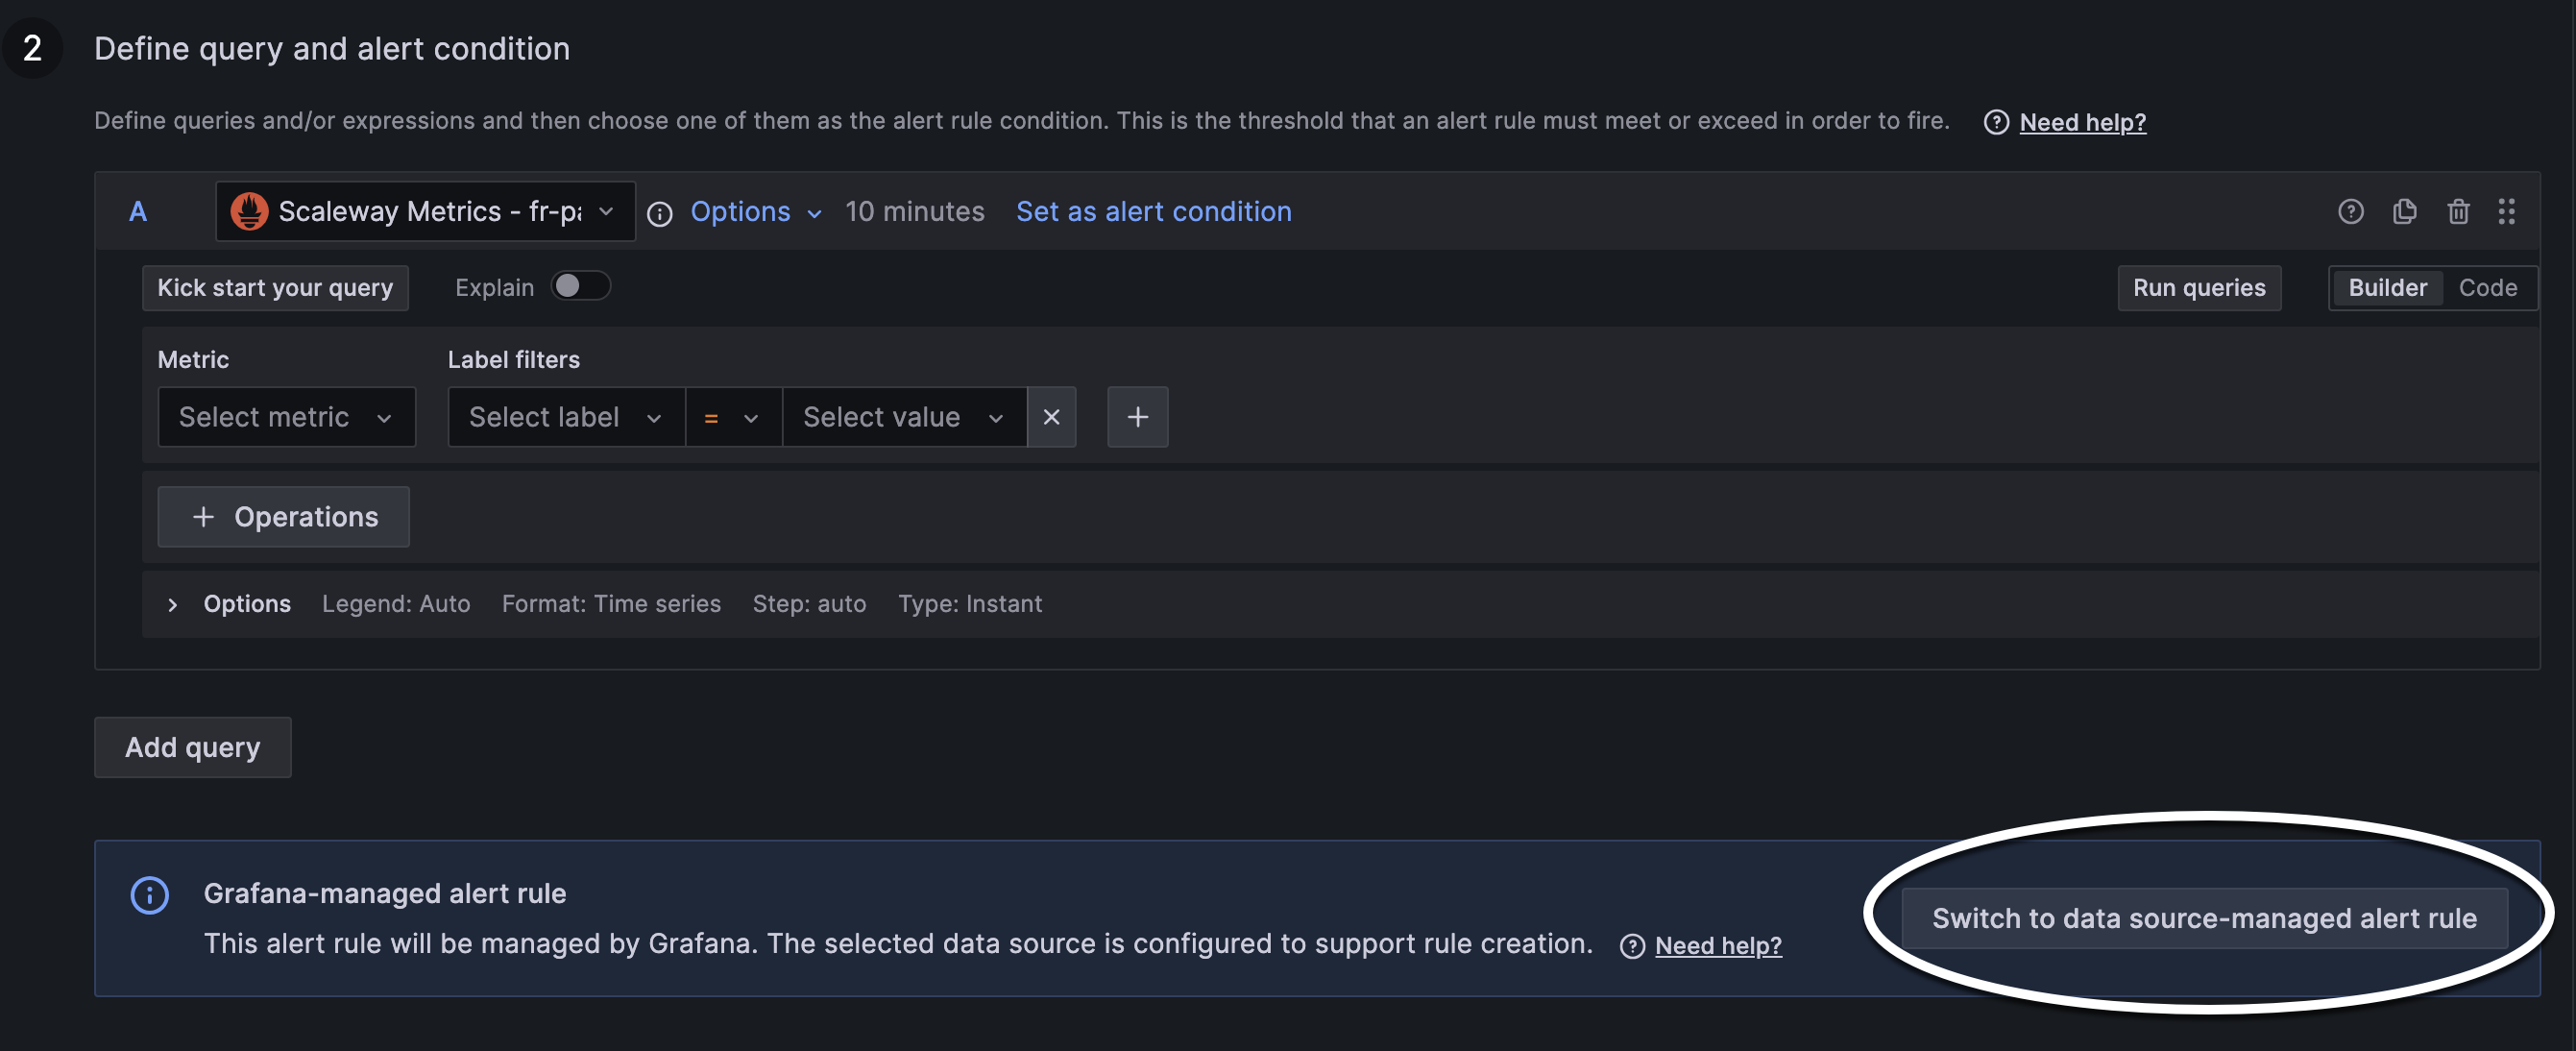 2 Define query and alert condition
Define queries and/or expressions and then choose one of them as the alert rule condition. This is the threshold that an alert rule must meet or exceed in order to fire. Need help?
A Scaleway Metrics - fr-pa Options 10 minutes Set as alert condition
Kick start your query Explain Run queries Builder Code
Metric Label filters
Select metric Select label = Select value
+ Operations
Options Legend: Auto Format: Time series Step: auto Type: Instant
Add query
Grafana-managed alert rule
This alert rule will be managed by Grafana. The selected data source is configured to support rule creation. Need help?
Switch to data source-managed alert rule